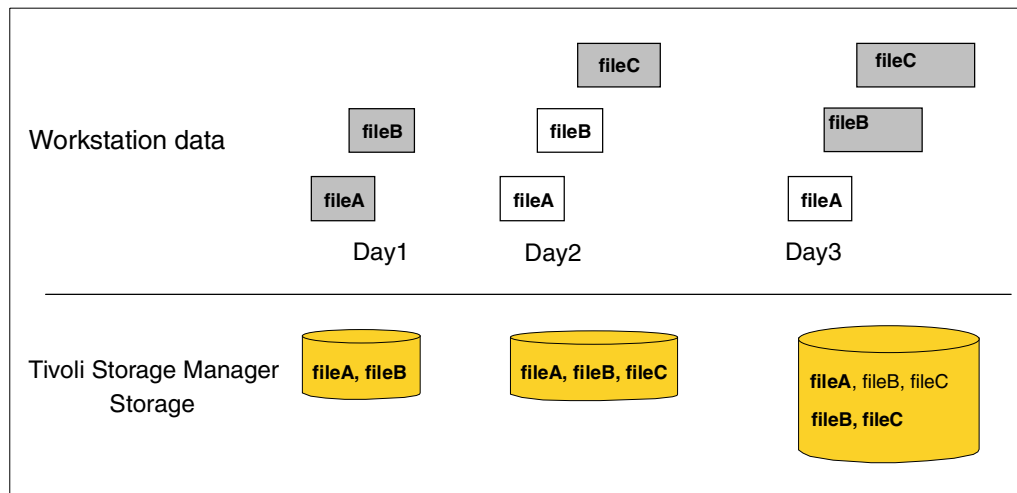 fileC
fileC
fileB
fileB
fileB
Workstation data
fileA
fileA
fileA
Day1
Day2
Day3
Tivoli Storage Manager
Storage
fileA, fileB
fileA, fileB, fileC
fileA, fileB, fileC
fileB, fileC